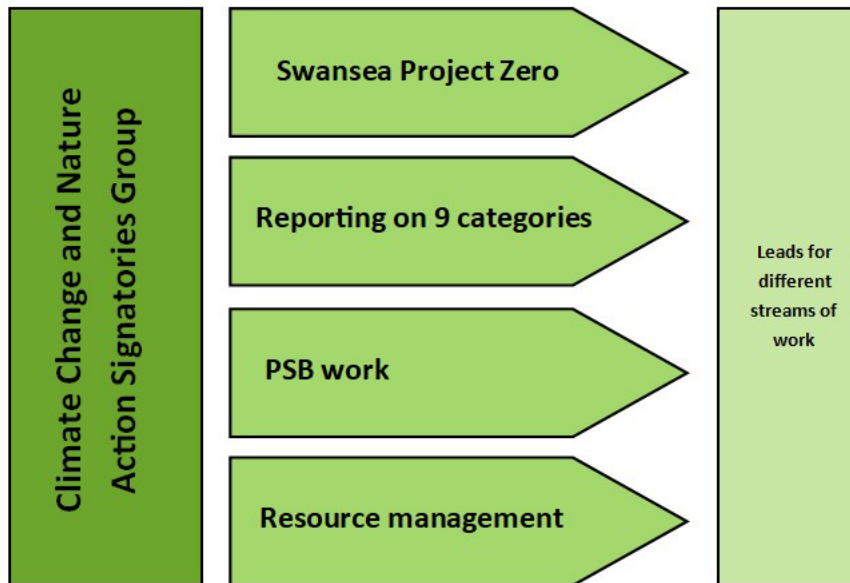 Climate Change and Nature
Action Signatories Group
Swansea Project Zero
Reporting on 9 categories
PSB work
Resource management
Leads for
different
streams of
work